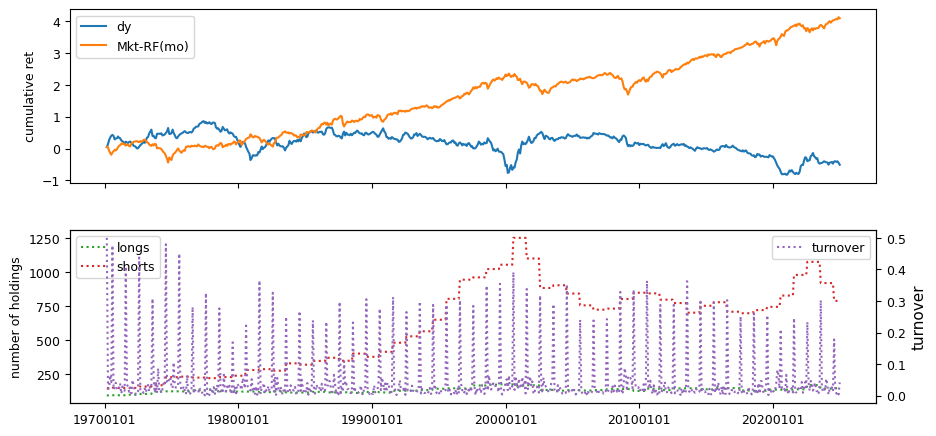 cumulative ret
4
3
2
1
0
−1
dy
Mkt-RF(mo)
number of holdings
1250
1000
750
500
250
longs
shorts
turnover
0.5
0.4
0.3
0.2
0.1
0.0
turnover
19700101
19800101
19900101
20000101
20100101
20200101